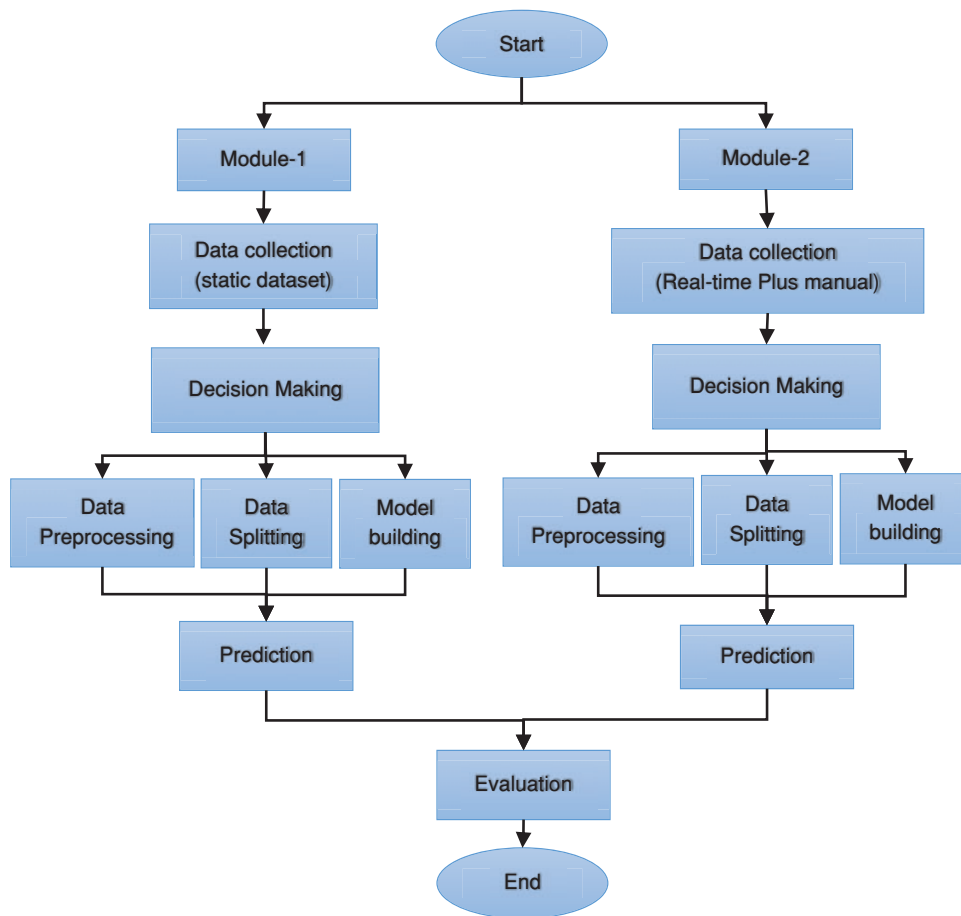 Start
Module-1
Module-2
Data collection
(static dataset)
Data collection
(Real-time Plus manual)
Decision Making
Decision Making
Data
Preprocessing
Data
Splitting
Model
building
Data
Preprocessing
Data
Splitting
Model
building
Prediction
Prediction
Evaluation
End